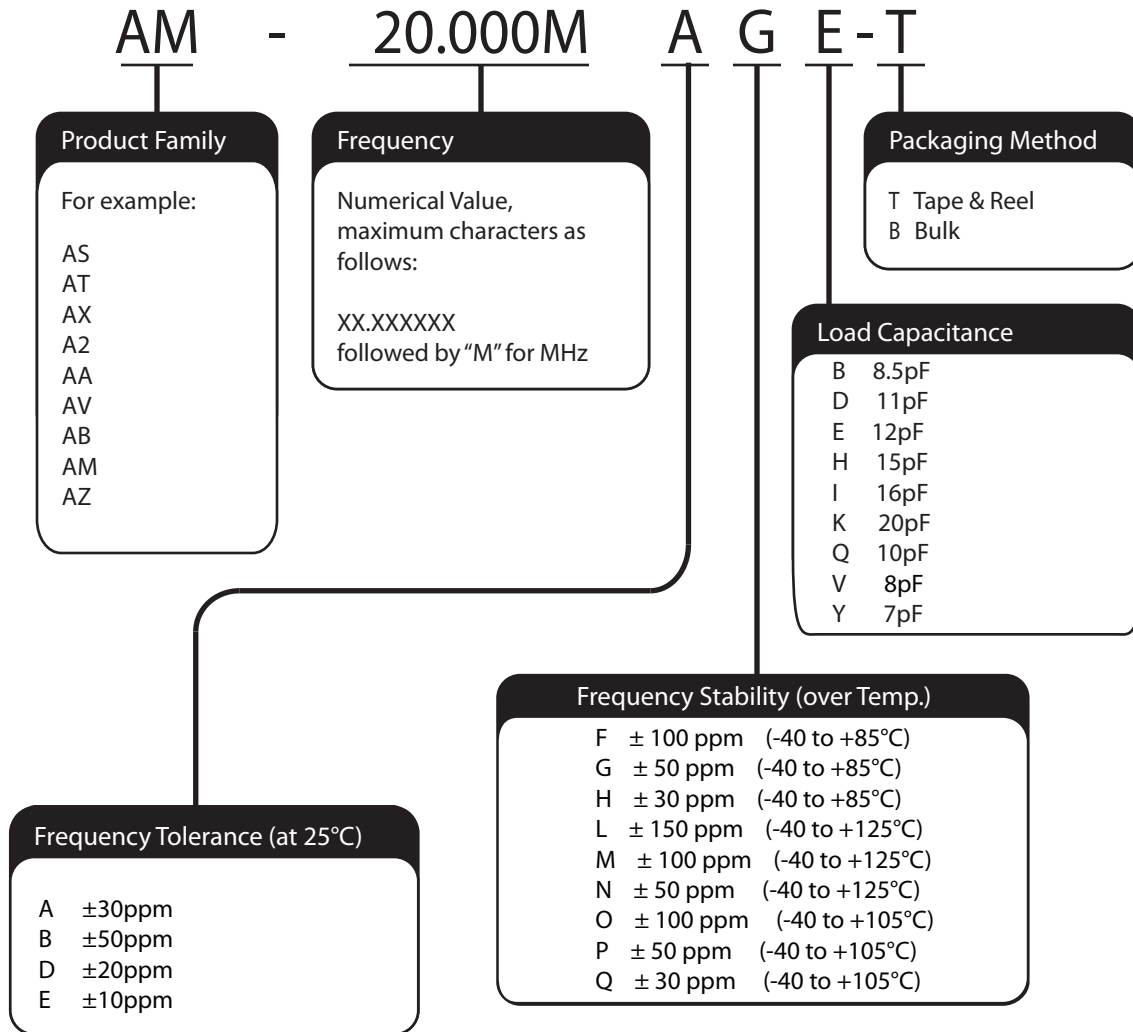 AM - 20.000M A G E - T
Product Family
For example:
AS
AT
AX
A2
AA
AV
AB
AM
AZ
Frequency
Numerical Value,
maximum characters as
follows:
XX.XXXXXX
followed by “M” for MHz
Packaging Method
T Tape & Reel
B Bulk
Load Capacitance
B 8.5pF
D 11pF
E 12pF
H 15pF
I 16pF
K 20pF
Q 10pF
V 8pF
Y 7pF
Frequency Stability (over Temp.)
F ± 100 ppm (-40 to +85°C)
G ± 50 ppm (-40 to +85°C)
H ± 30 ppm (-40 to +85°C)
L ± 150 ppm (-40 to +125°C)
M ± 100 ppm (-40 to +125°C)
N ± 50 ppm (-40 to +125°C)
O ± 100 ppm (-40 to +105°C)
P ± 50 ppm (-40 to +105°C)
Q ± 30 ppm (-40 to +105°C)
Frequency Tolerance (at 25°C)
A ±30ppm
B ±50ppm
D ±20ppm
E ±10ppm